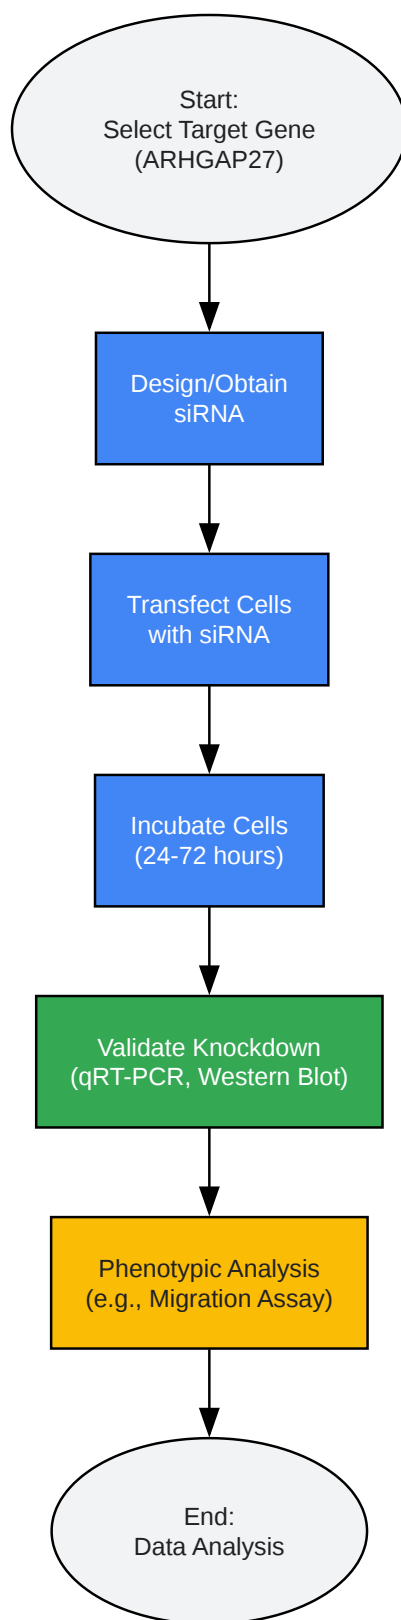 Start:
Select Target Gene
(ARHGAP27)
Design/Obtain
siRNA
Transfect Cells
with siRNA
Incubate Cells
(24-72 hours)
Validate Knockdown
(qRT-PCR, Western Blot)
Phenotypic Analysis
(e.g., Migration Assay)
End:
Data Analysis